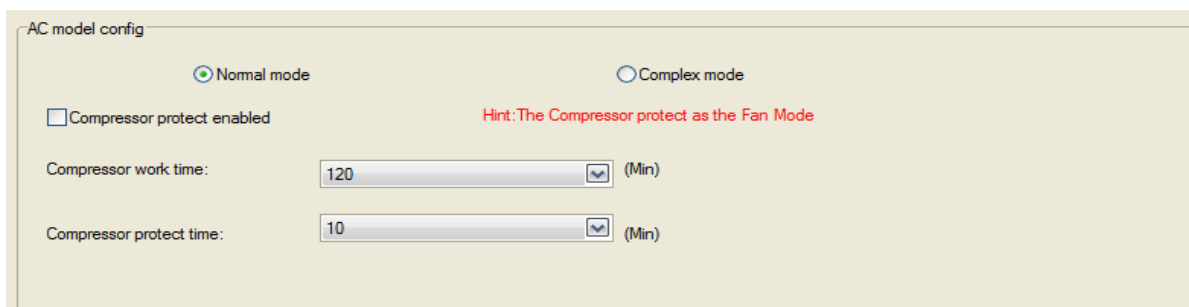 AC model config
Normal mode
Complex mode
Compressor protect enabled
Hint:The Compressor protect as the Fan Mode
Compressor work time:
120
(Min)
Compressor protect time:
10
(Min)